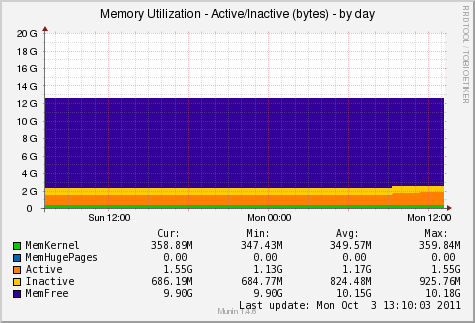 Memory Utilization - Active/Inactive (bytes) - by day
RRDTOOL / TOBI OETIKER
20 G
18 G
16 G
14 G
12 G
10 G
8 G
6 G
4 G
2 G
0
Sun 12:00 Mon 00:00 Mon 12:00
Cur: Min: Avg: Max:
MemKernel 358.89M 347.43M 349.57M 359.84M
MemHugePages 0.00 0.00 0.00 0.00
Active 1.55G 1.13G 1.17G 1.55G
Inactive 686.19M 684.77M 824.48M 925.76M
MemFree 9.90G 9.90G 10.15G 10.18G
Last update: Mon Oct 3 13:10:03 2011
Munin 1.4.6